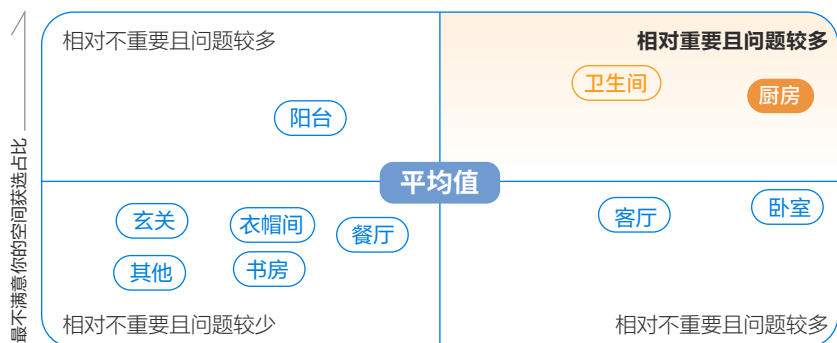 相对不重要且问题较多
相对重要且问题较多
卫生间
厨房
阳台
最不满意你的空间获选占比
平均值
玄关
衣帽间
餐厅
客厅
卧室
其他
书房
相对不重要且问题较少
相对不重要且问题较多